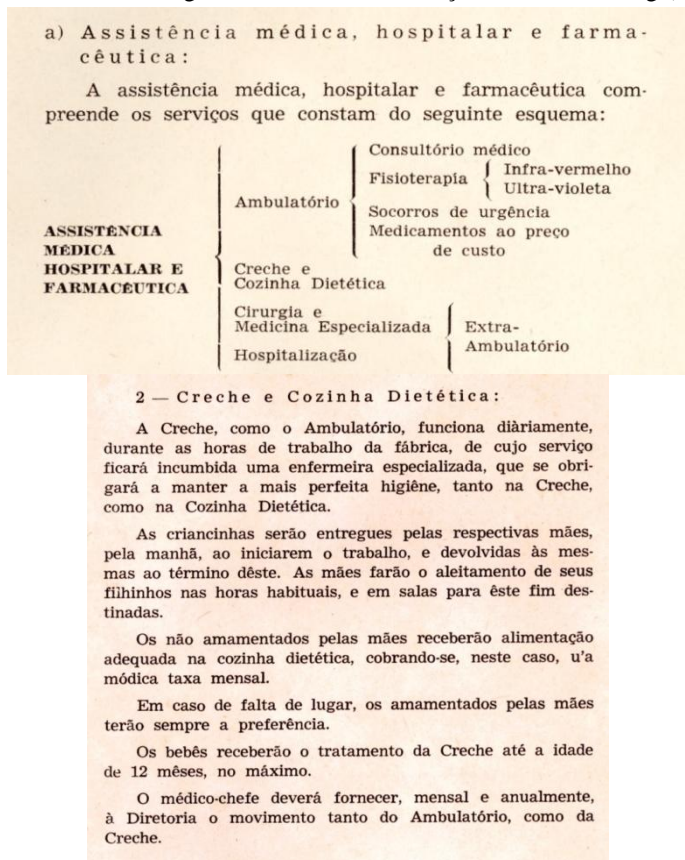 a) Assistência médica, hospitalar e farma-
cêutica:
A assistência médica, hospitalar e farmacêutica com-
preende os serviços que constam do seguinte esquema:
ASSISTÊNCIA
MÉDICA
HOSPITALAR E
FARMACÊUTICA
Ambulatório
Consultório médico
Fisioterapia
Infra-vermelho
Ultra-violeta
Socorros de urgência
Medicamentos ao preço
de custo
Creche e
Cozinha Dietética
Cirurgia e
Medicina Especializada
Hospitalização
Extra-
Ambulatório
2 — Creche e Cozinha Dietética:
A Creche, como o Ambulatório, funciona diàriamente,
durante as horas de trabalho da fábrica, de cujo serviço
ficará incumbida uma enfermeira especializada, que se obri-
gará a manter a mais perfeita higiêne, tanto na Creche,
como na Cozinha Dietética.
As criancinhas serão entregues pelas respectivas mães,
pela manhã, ao iniciarem o trabalho, e devolvidas às mes-
mas ao término dêste. As mães farão o aleitamento de seus
filhinhos nas horas habituais, e em salas para êste fim des-
tinadas.
Os não amamentados pelas mães receberão alimentação
adequada na cozinha dietética, cobrando-se, neste caso, u'a
módica taxa mensal.
Em caso de falta de lugar, os amamentados pelas mães
terão sempre a preferência.
Os bebês receberão o tratamento da Creche até a idade
de 12 mêses, no máximo.
O médico-chefe deverá fornecer, mensal e anualmente,
à Diretoria o movimento tanto do Ambulatório, como da
Creche.